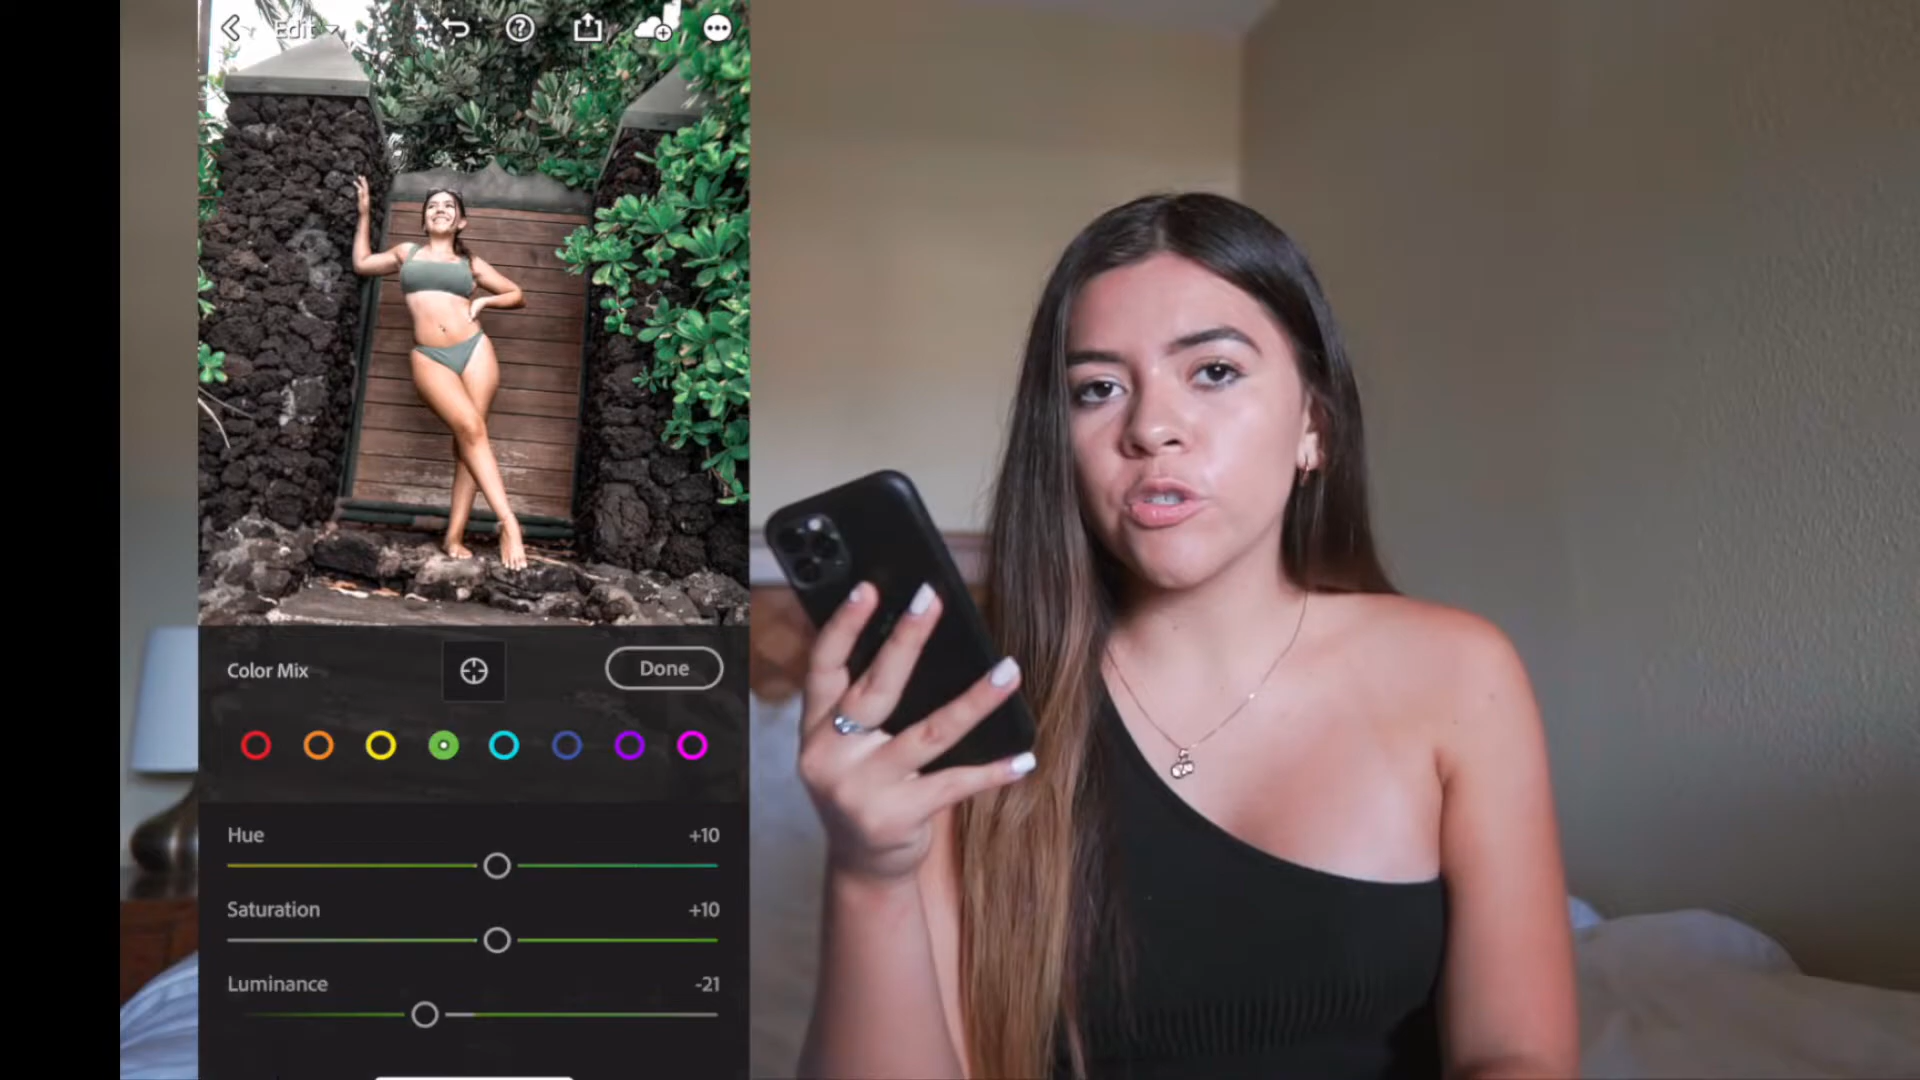 Edit
Color Mix
Done
Hue +10
Saturation +10
Luminance -21